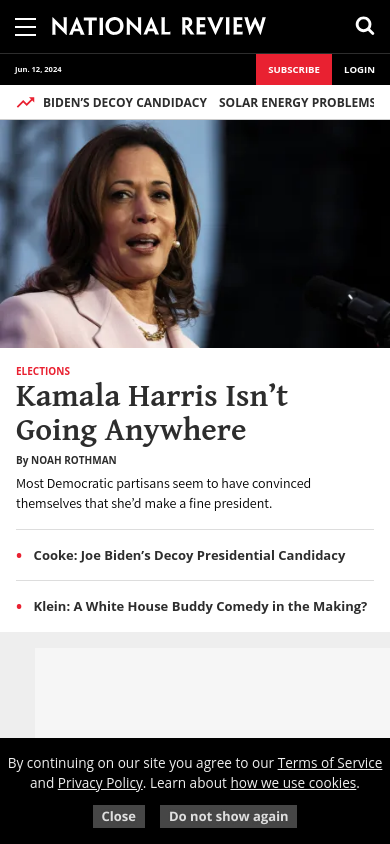 NATIONAL REVIEW
Jun. 12, 2024
SUBSCRIBE
LOGIN
BIDEN’S DECOY CANDIDACY SOLAR ENERGY PROBLEMS
ELECTIONS
Kamala Harris Isn’t
Going Anywhere
By NOAH ROTHMAN
Most Democratic partisans seem to have convinced
themselves that she’d make a fine president.
• Cooke: Joe Biden’s Decoy Presidential Candidacy
• Klein: A White House Buddy Comedy in the Making?
By continuing on our site you agree to our Terms of Service
and Privacy Policy. Learn about how we use cookies.
Close
Do not show again